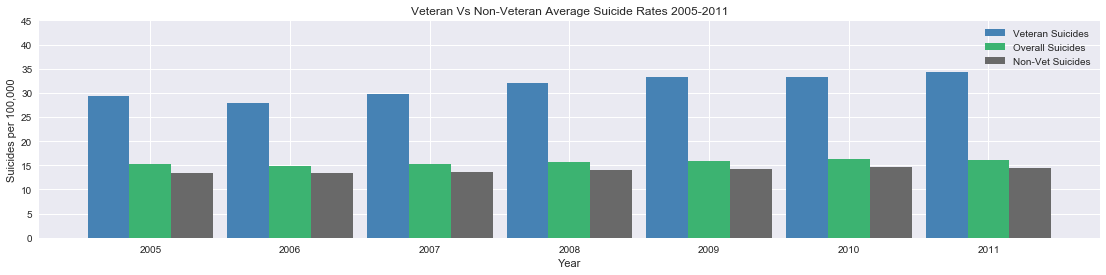 Veteran Vs Non-Veteran Average Suicide Rates 2005-2011
45
40
35
30
25
20
15
10
5
0
Suicides per 100,000
Veteran Suicides
Overall Suicides
Non-Vet Suicides
2005 2006 2007 2008 2009 2010 2011
Year